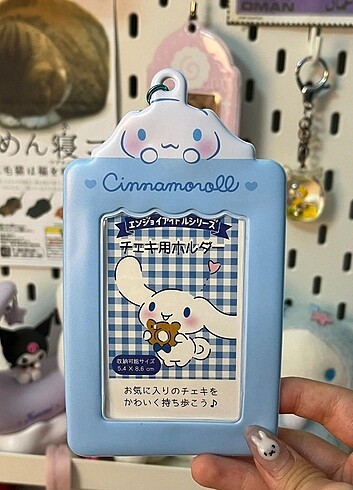 OMAN
めん寝
Cinnamoroll
エンジョイアイドルシリーズ
チェキ用ホルダー
収納可能サイズ
5.4 × 8.6 cm
お気に入りのチェキを
かわいく持ち歩こう♪